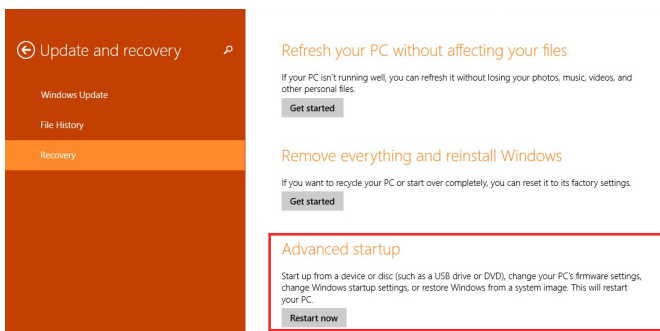 Update and recovery
Windows Update
File History
Recovery
Refresh your PC without affecting your files
If your PC isn't running well, you can refresh it without losing your photos, music, videos, and
other personal files.
Get started
Remove everything and reinstall Windows
If you want to recycle your PC or start over completely, you can reset it to its factory settings.
Get started
Advanced startup
Start up from a device or disc (such as a USB drive or DVD), change your PC's firmware settings,
change Windows startup settings, or restore Windows from a system image. This will restart
your PC.
Restart now